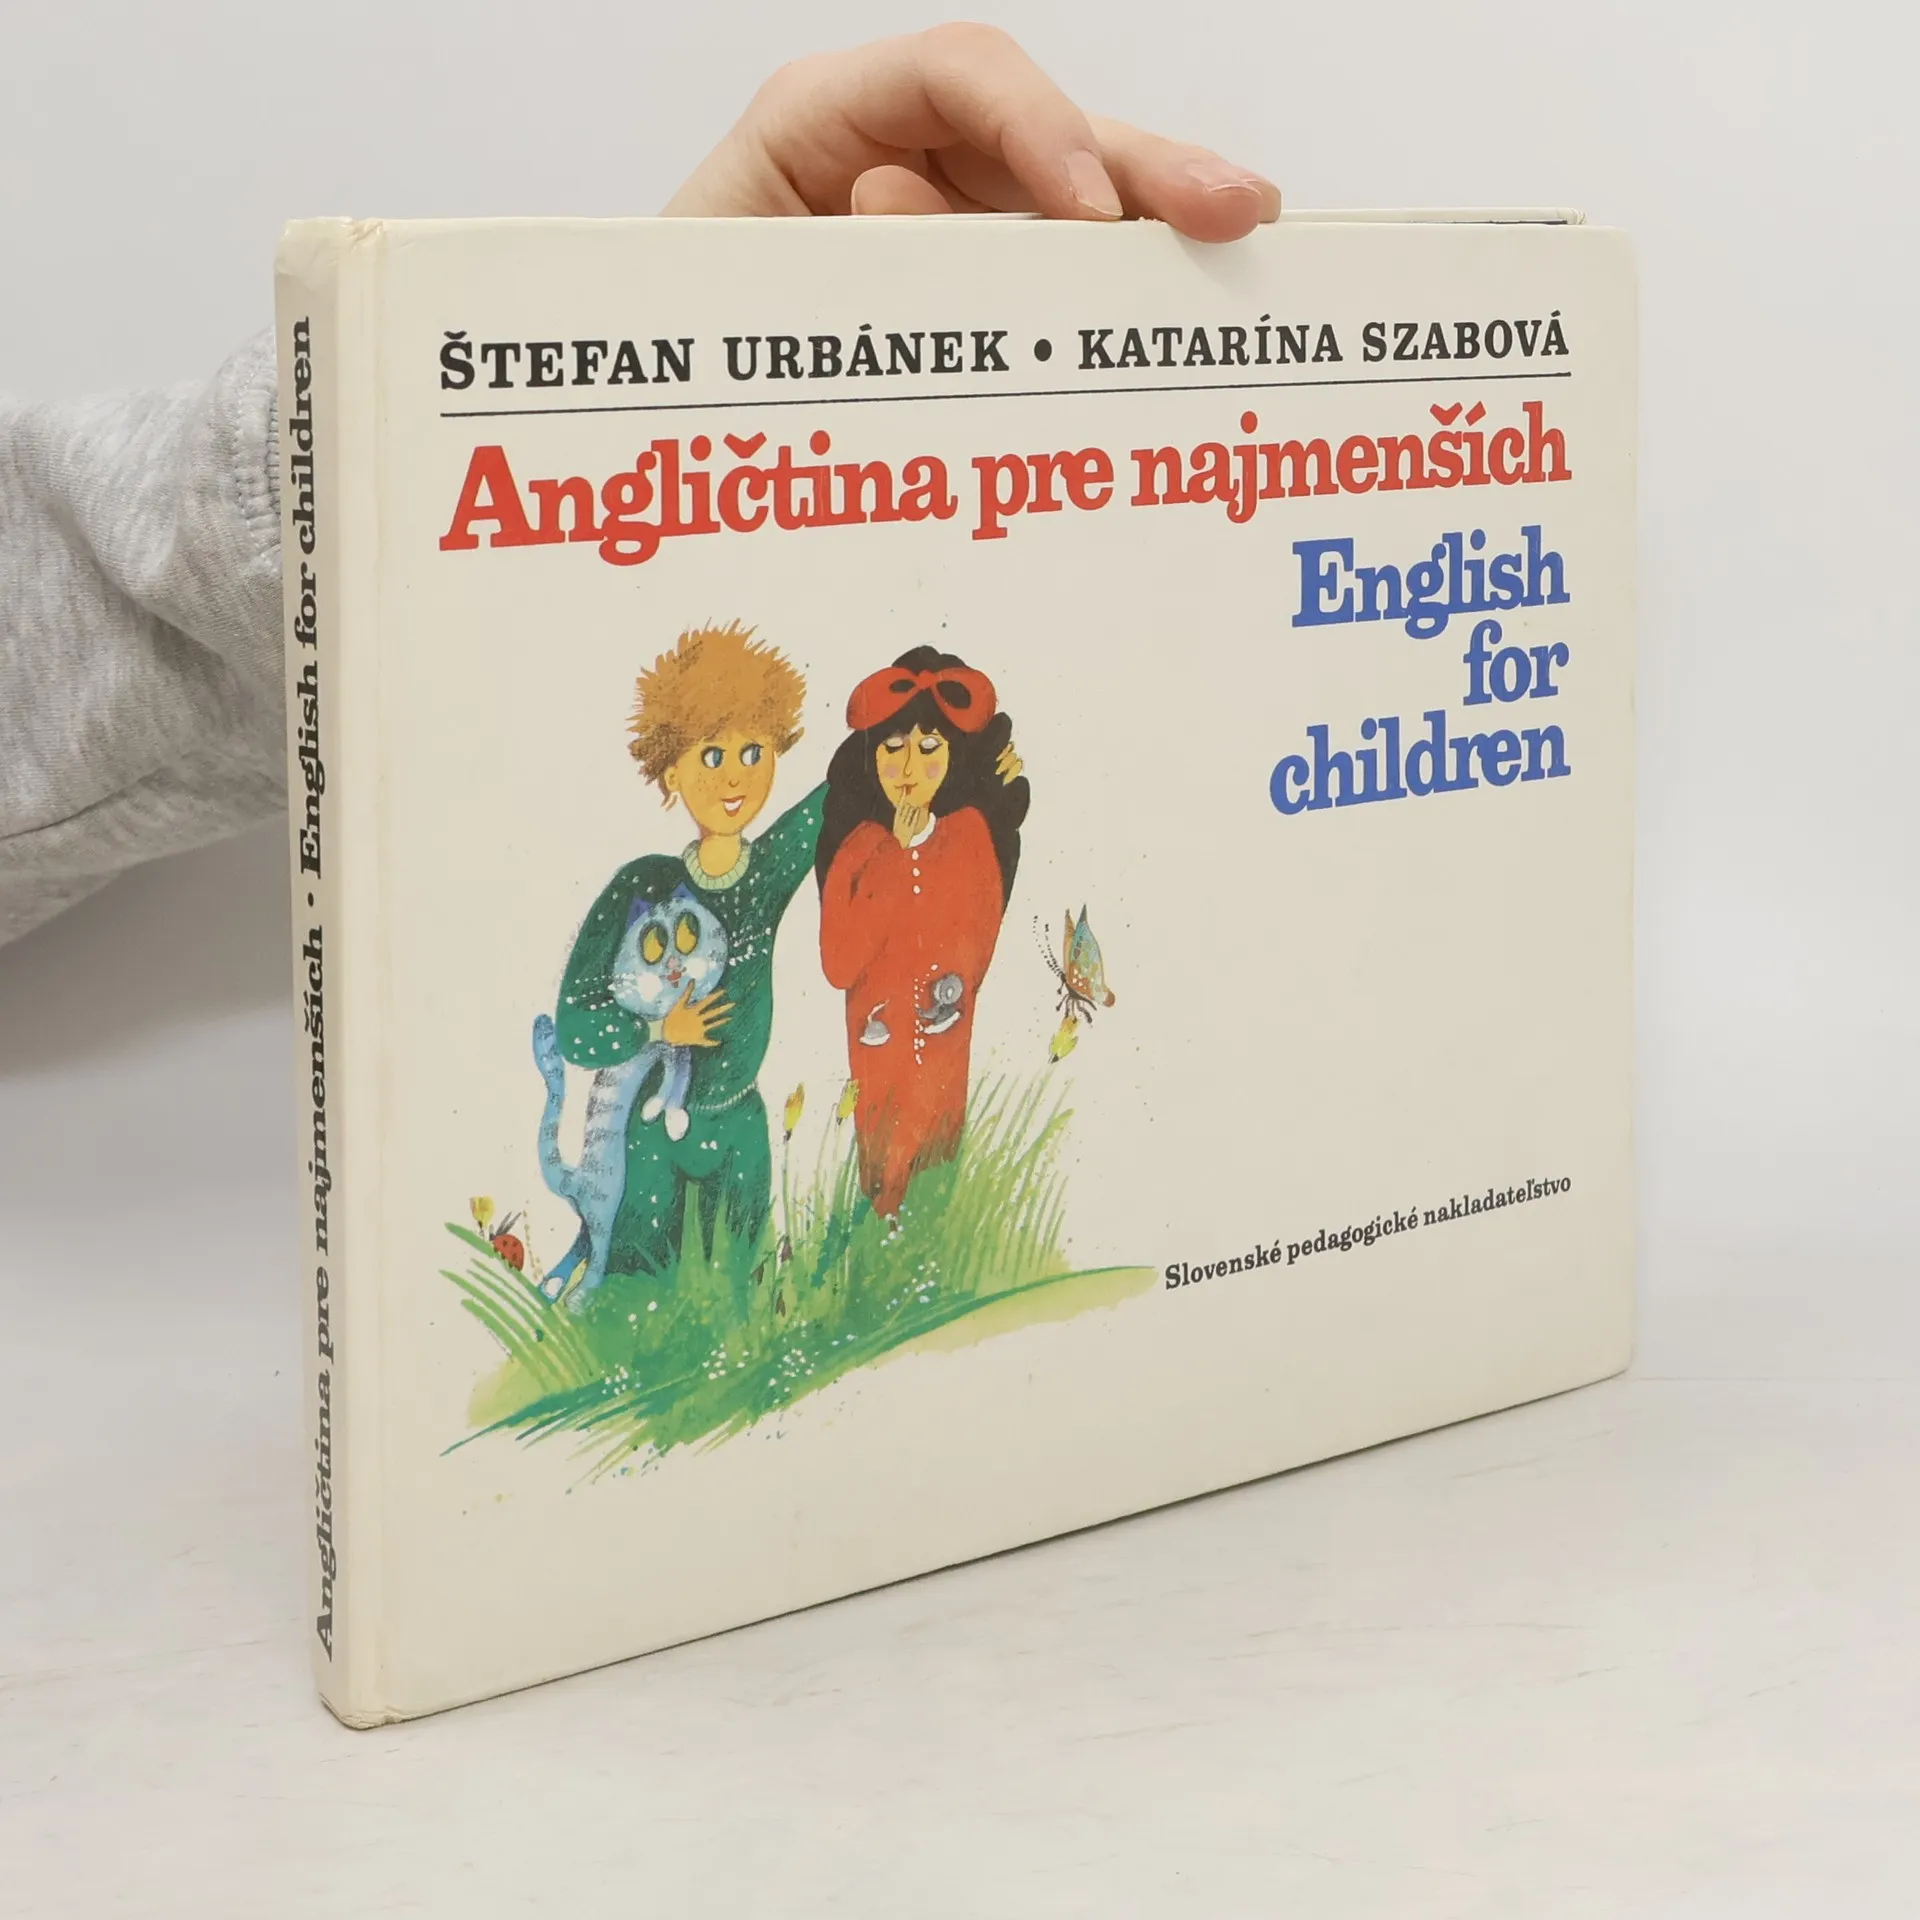 ŠTEFAN URBÁNEK • KATARÍNA SZABOVÁ
Angličtina pre najmenších
English
for
children
Slovenské pedagogické nakladateľstvo
Angličtina pre najmenších • English for children